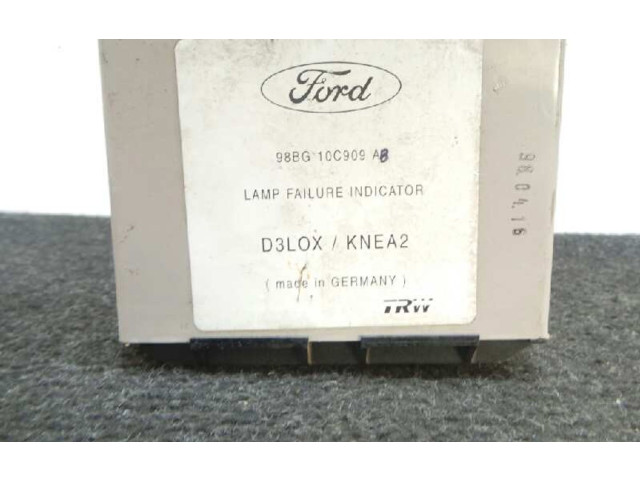 Ford
98BG 10C909 AB
LAMP FAILURE INDICATOR
D3LOX / KNEA2
( made in GERMANY )
TRW
98.04.16